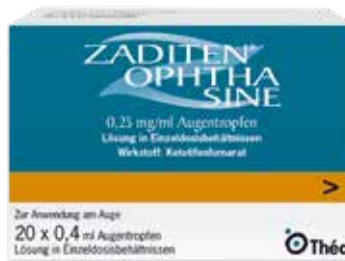 ZADITEN®
OPHTHA
SINE
0,25 mg/ml Augentropfen
Lösung in Einzeldosisbehältnissen
Wirkstoff: Ketotifenfumarat
>
Zur Anwendung am Auge
20 x 0,4 ml Augentropfen
Lösung in Einzeldosisbehältnissen
Théa